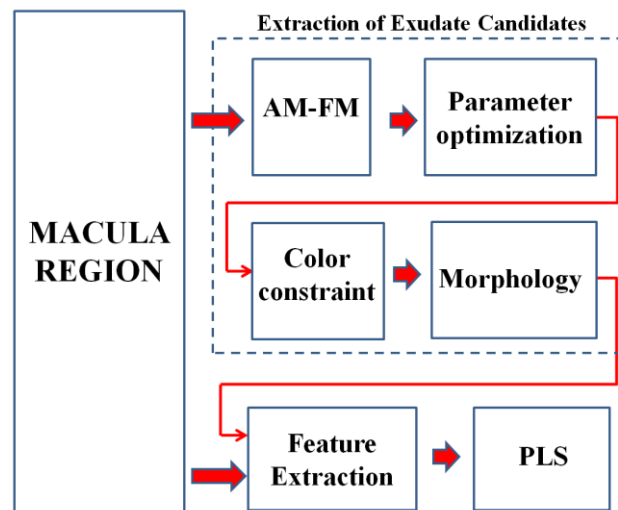 Extraction of Exudate Candidates
MACULA
REGION
AM-FM
Parameter
optimization
Color
constraint
Morphology
Feature
Extraction
PLS